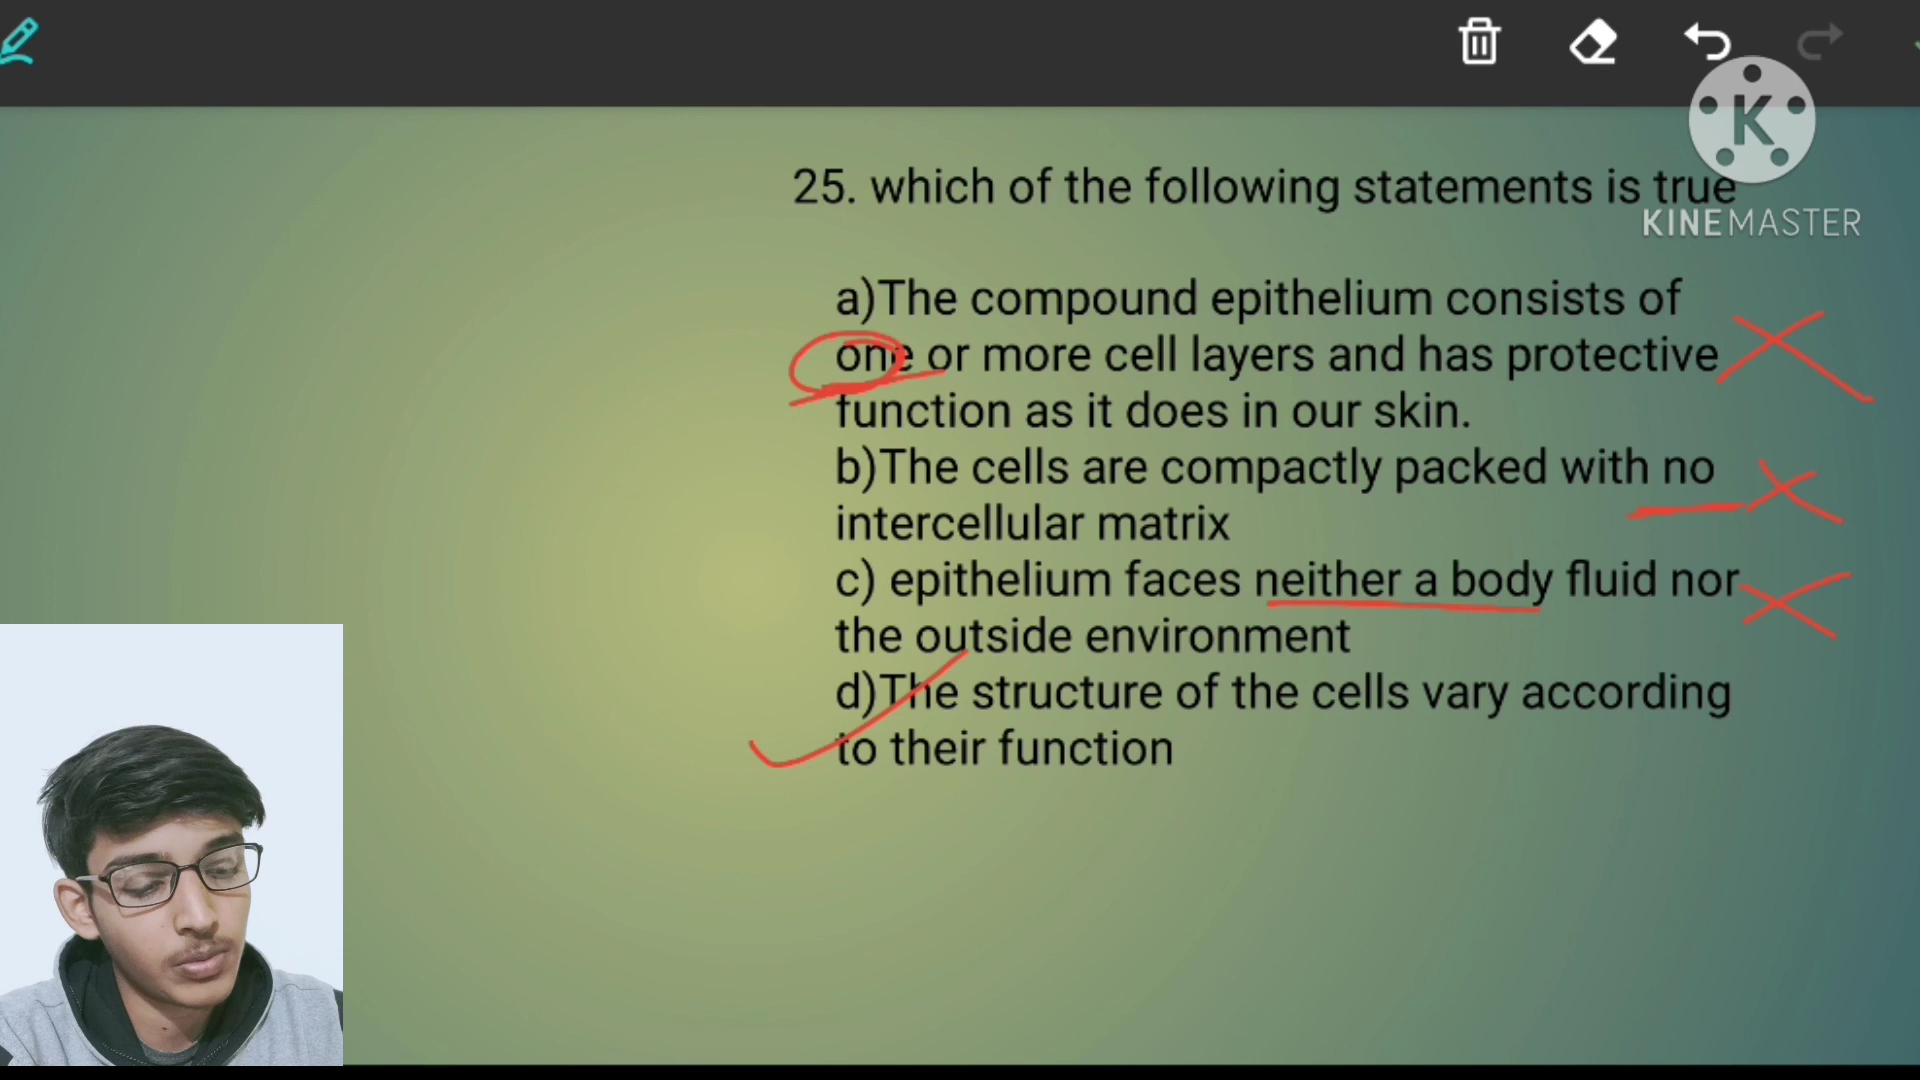 K
KINEMASTER
25. which of the following statements is true
a)The compound epithelium consists of
one or more cell layers and has protective
function as it does in our skin.
b)The cells are compactly packed with no
intercellular matrix
c) epithelium faces neither a body fluid nor
the outside environment
d)The structure of the cells vary according
to their function